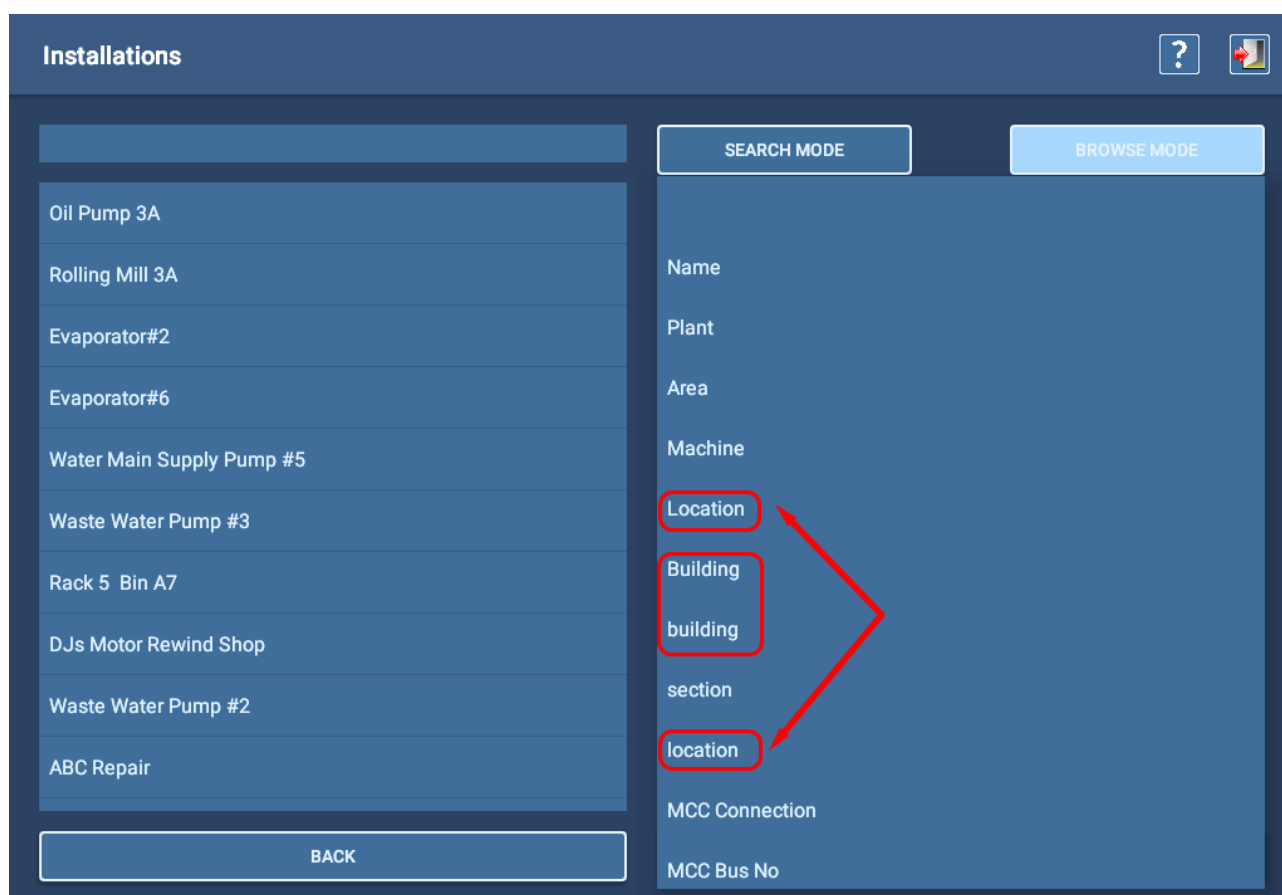 Installations
?
Oil Pump 3A
Rolling Mill 3A
Evaporator#2
Evaporator#6
Water Main Supply Pump #5
Waste Water Pump #3
Rack 5  Bin A7
DJs Motor Rewind Shop
Waste Water Pump #2
ABC Repair
BACK
SEARCH MODE
BROWSE MODE
Name
Plant
Area
Machine
Location
Building
building
section
location
MCC Connection
MCC Bus No